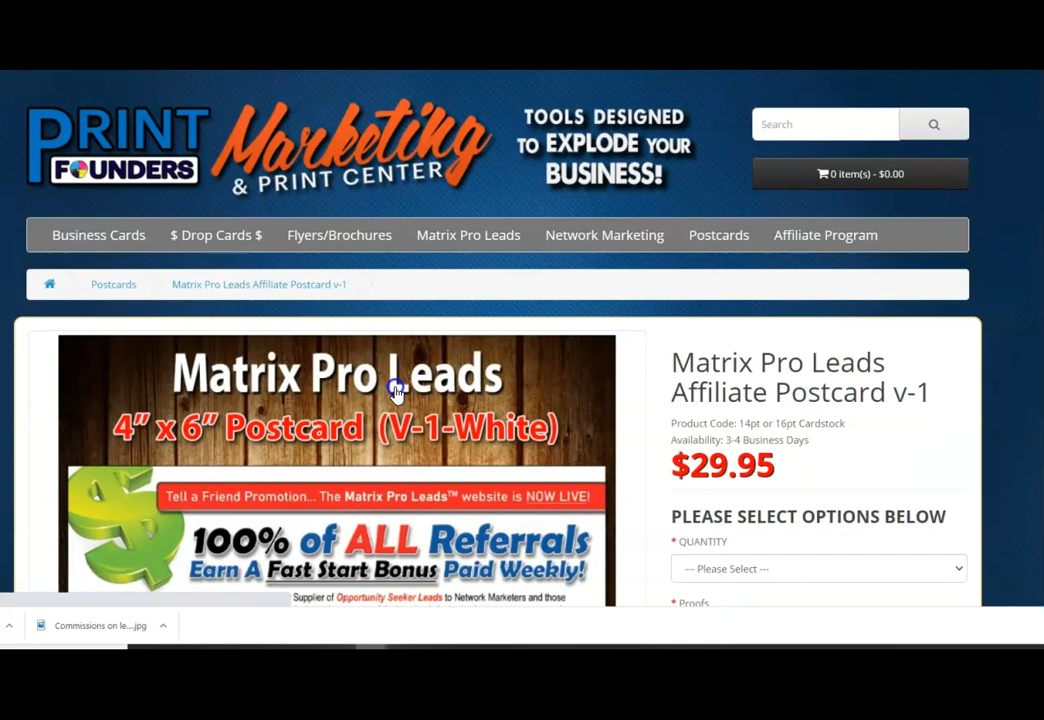 PRINT
FOUNDERS
Marketing
& PRINT CENTER
TOOLS DESIGNED
TO EXPLODE YOUR
BUSINESS!
Search
0 item(s) - $0.00
Business Cards
$ Drop Cards $
Flyers/Brochures
Matrix Pro Leads
Network Marketing
Postcards
Affiliate Program
Postcards
Matrix Pro Leads Affiliate Postcard v-1
Matrix Pro Leads
4” x 6” Postcard (V-1-White)
Tell a Friend Promotion... The Matrix Pro Leads™ website is NOW LIVE!
$
100% of ALL Referrals
Earn A Fast Start Bonus Paid Weekly!
Supplier of Opportunity Seeker Leads to Network Marketers and those
Matrix Pro Leads
Affiliate Postcard v-1
Product Code: 14pt or 16pt Cardstock
Availability: 3-4 Business Days
$29.95
PLEASE SELECT OPTIONS BELOW
* QUANTITY
--- Please Select ---
* Proofs
Commissions on le....jpg